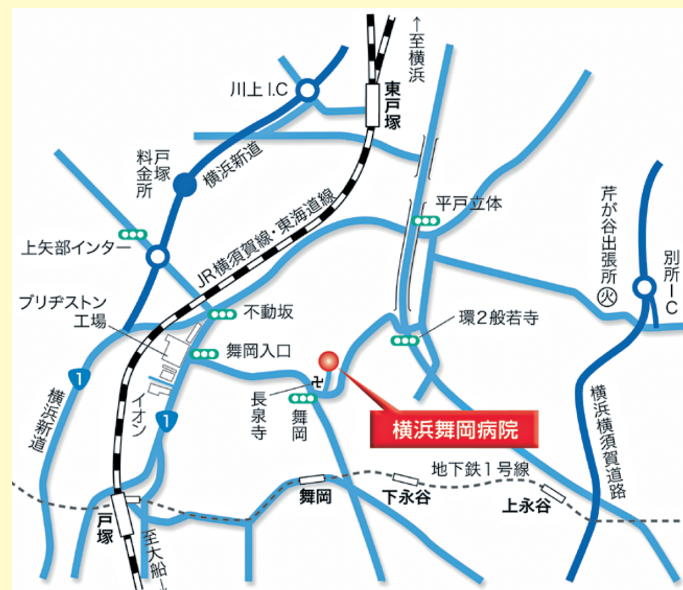 ↑至横浜
川上I.C
東戸塚
戸塚
料金所
横浜新道
JR横須賀線・東海道線
平戸立体
芹が谷出張所
火
別所IC
上矢部インター
ブリヂストン
工場
不動坂
環2般若寺
舞岡入口
1
横浜新道
イオン
1
長泉寺
卍
舞岡
横浜舞岡病院
横浜横須賀道路
地下鉄1号線
舞岡
下永谷
上永谷
戸塚
至大船↓